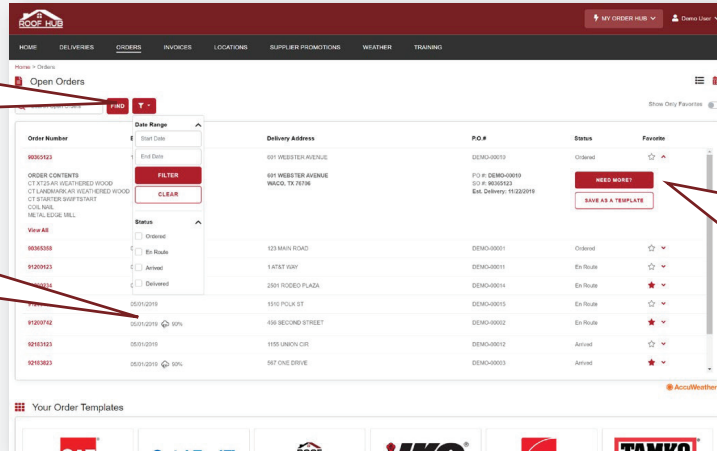 ROOF HUB
MY ORDER HUB
Demo User
HOME DELIVERIES ORDERS INVOICES LOCATIONS SUPPLIER PROMOTIONS WEATHER TRAINING
Home > Orders
Open Orders
FIND
Show Only Favorites
Date Range
Order Number Delivery Address P.O.# Status Favorite
Start Date
90365123 End Date 601 WEBSTER AVENUE DEMO-00010 Ordered
ORDER CONTENTS FILTER 601 WEBSTER AVENUE PO #: DEMO-00010 NEED MORE?
CT XT25 AR WEATHERED WOOD WACO, TX 76706 SO #: 90365123
CT LANDMARK AR WEATHERED WOOD CLEAR Est. Delivery: 11/22/2019
CT STARTER SWIFTSTART SAVE AS A TEMPLATE
COIL NAIL
METAL EDGE MILL
Status
View All
Ordered
90365358 En Route 123 MAIN ROAD DEMO-00001 Ordered
91200123 Arrived 1 AT&T WAY DEMO-00011 En Route
Delivered 2501 RODEO PLAZA DEMO-00014 En Route
05/01/2019 1510 POLK ST DEMO-00015 En Route
91200742 05/01/2019 90% 456 SECOND STREET DEMO-00002 En Route
92183123 05/01/2019 1155 UNION CIR DEMO-00012 Arrived
92183823 05/01/2019 90% 567 ONE DRIVE DEMO-00003 Arrived
AccuWeather
Your Order Templates
ROOF
IKO
TAMKO